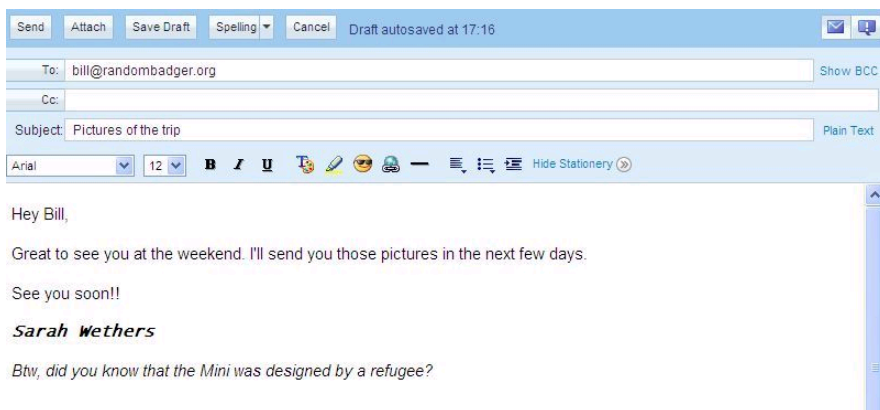 Send Attach Save Draft Spelling Cancel Draft autosaved at 17:16
To: bill@randombadger.org Show BCC
Cc:
Subject: Pictures of the trip Plain Text
Arial 12 B I U Hide Stationery
Hey Bill,
Great to see you at the weekend. I'll send you those pictures in the next few days.
See you soon!!
Sarah Wethers
Btw, did you know that the Mini was designed by a refugee?